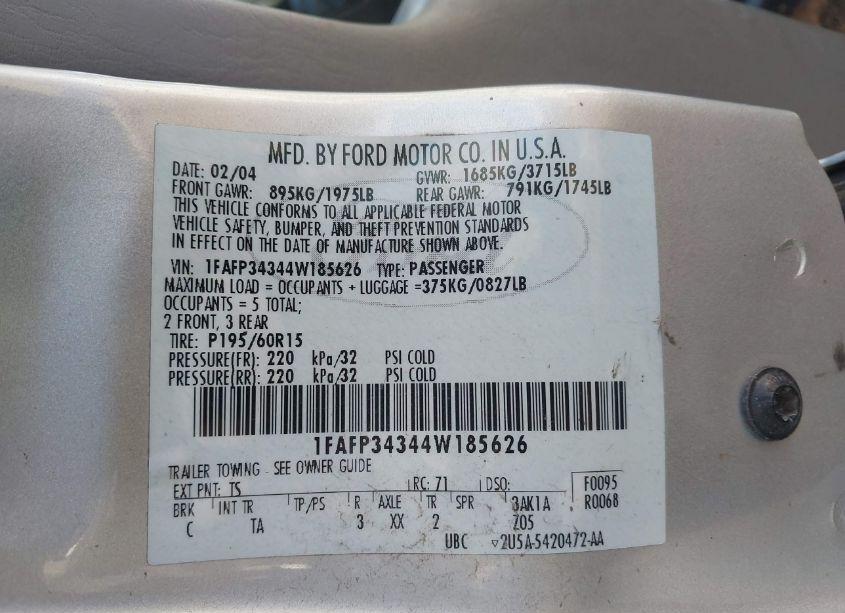 MFD. BY FORD MOTOR CO. IN U.S.A.
DATE: 02/04 GVWR: 1685KG/3715LB
FRONT GAWR: 895KG/1975LB REAR GAWR: 791KG/1745LB
THIS VEHICLE CONFORMS TO ALL APPLICABLE FEDERAL MOTOR
VEHICLE SAFETY, BUMPER, AND THEFT PREVENTION STANDARDS
IN EFFECT ON THE DATE OF MANUFACTURE SHOWN ABOVE.
VIN: 1FAFP34344W185626 TYPE: PASSENGER
MAXIMUM LOAD = OCCUPANTS + LUGGAGE =375KG/0827LB
OCCUPANTS = 5 TOTAL;
2 FRONT, 3 REAR
TIRE: P195/60R15
PRESSURE(FR): 220 kPa/32 PSI COLD
PRESSURE(RR): 220 kPa/32 PSI COLD
1FAFP34344W185626
TRAILER TOWING - SEE OWNER GUIDE
EXT PNT: TS RC: 71 DSO: F0095
BRK INT TR TP/PS R AXLE TR SPR 3AK1A R0068
C TA 3 XX 2 Z05
UBC ▽2U5A-5420472-AA